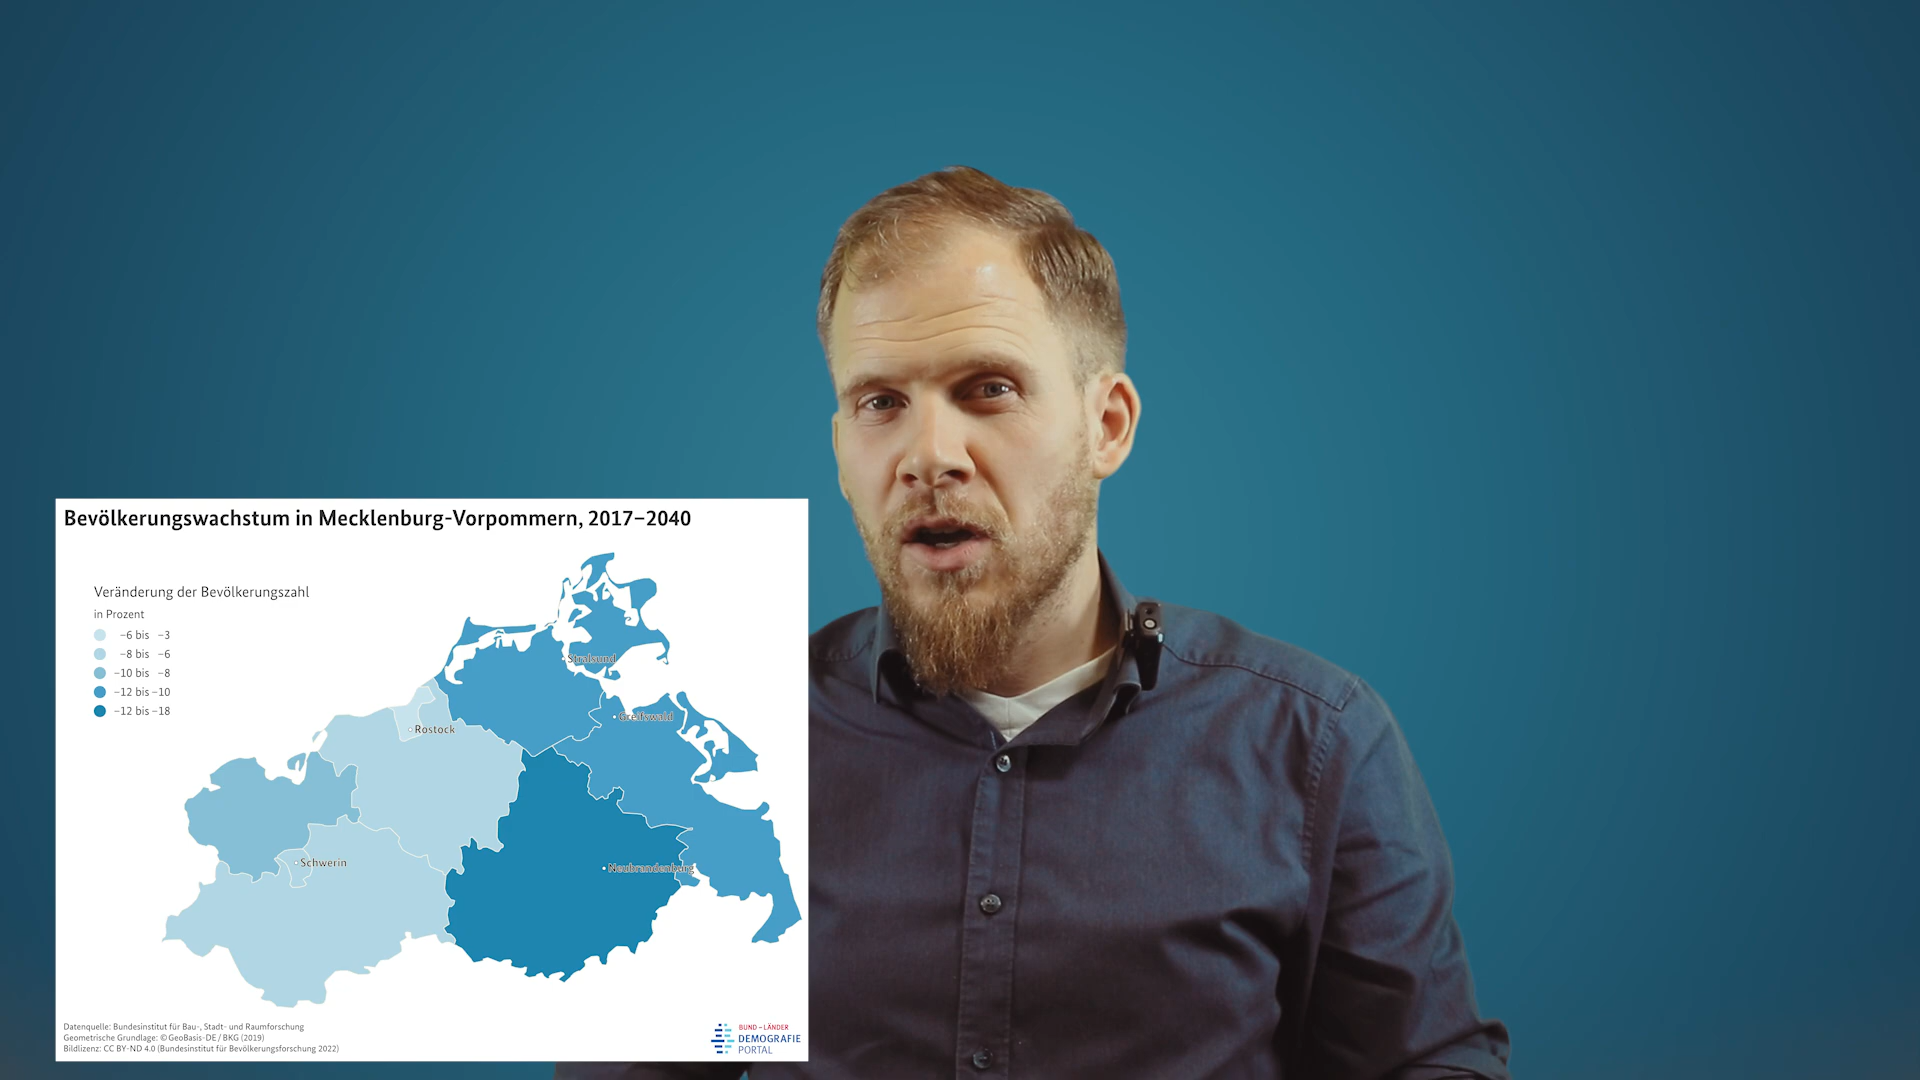 Bevölkerungswachstum in Mecklenburg-Vorpommern, 2017–2040
Veränderung der Bevölkerungszahl
in Prozent
−6 bis −3
−8 bis −6
−10 bis −8
−12 bis −10
−12 bis −18
Stralsund
Greifswald
Rostock
Schwerin
Neubrandenburg
Datenquelle: Bundesinstitut für Bau-, Stadt- und Raumforschung
Geometrische Grundlage: © GeoBasis-DE / BKG (2019)
Bildlizenz: CC BY-ND 4.0 (Bundesinstitut für Bevölkerungsforschung 2022)
BUND – LÄNDER
DEMOGRAFIE
PORTAL